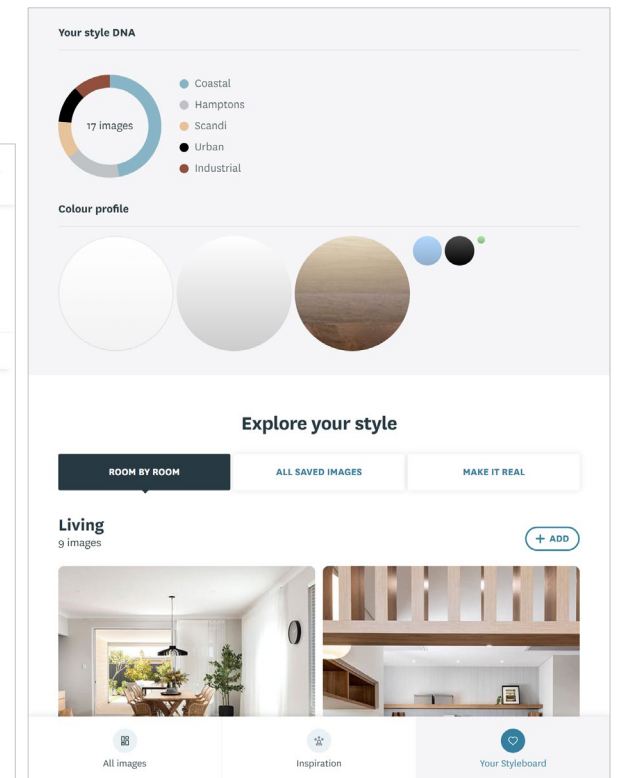 Your style DNA
17 images
Coastal
Hamptons
Scandi
Urban
Industrial
Colour profile
Explore your style
ROOM BY ROOM
ALL SAVED IMAGES
MAKE IT REAL
Living
9 images
+ ADD
All images
Inspiration
Your Styleboard